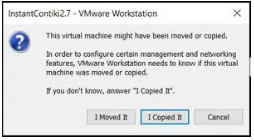 InstantContiki2.7 - VMware Workstation
This virtual machine might have been moved or copied.
In order to configure certain management and networking
features, VMware Workstation needs to know if this virtual
machine was moved or copied.
If you don't know, answer "I Copied It".
I Moved It I Copied It Cancel